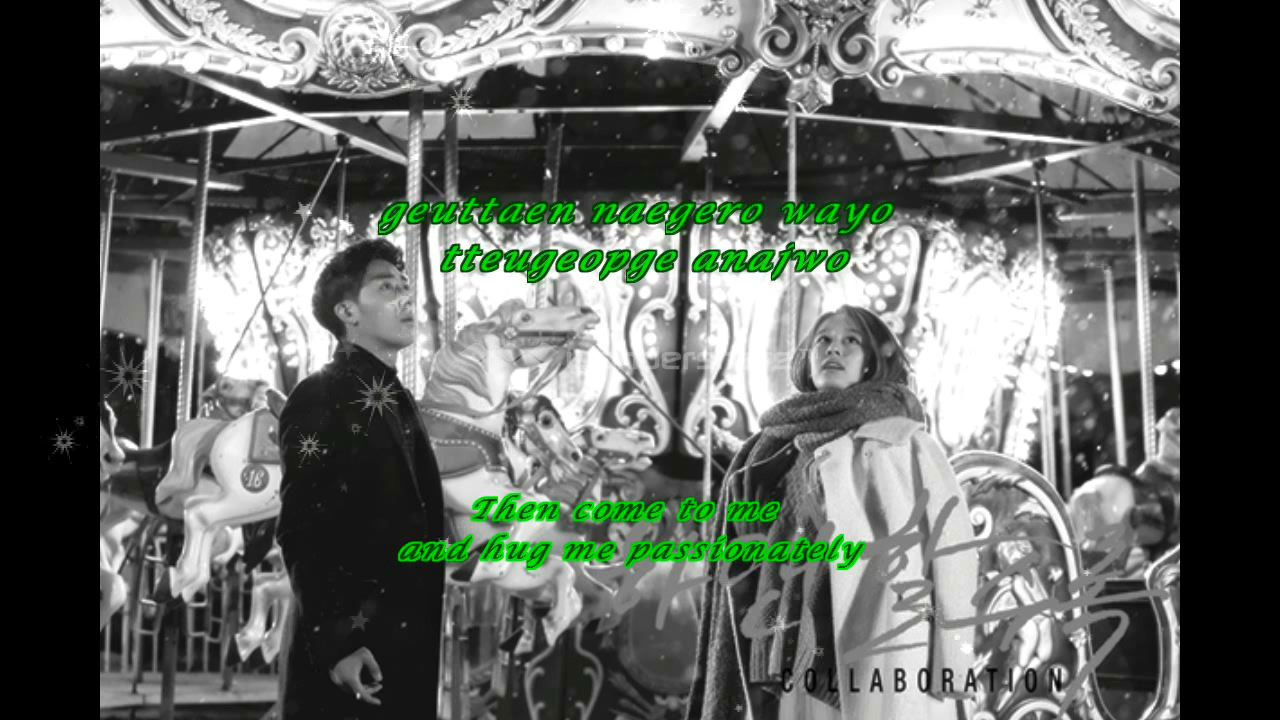 geuttaen naegero wayo
tteugeopge anajwo
Then come to me
and hug me passionately
COLLABORATION